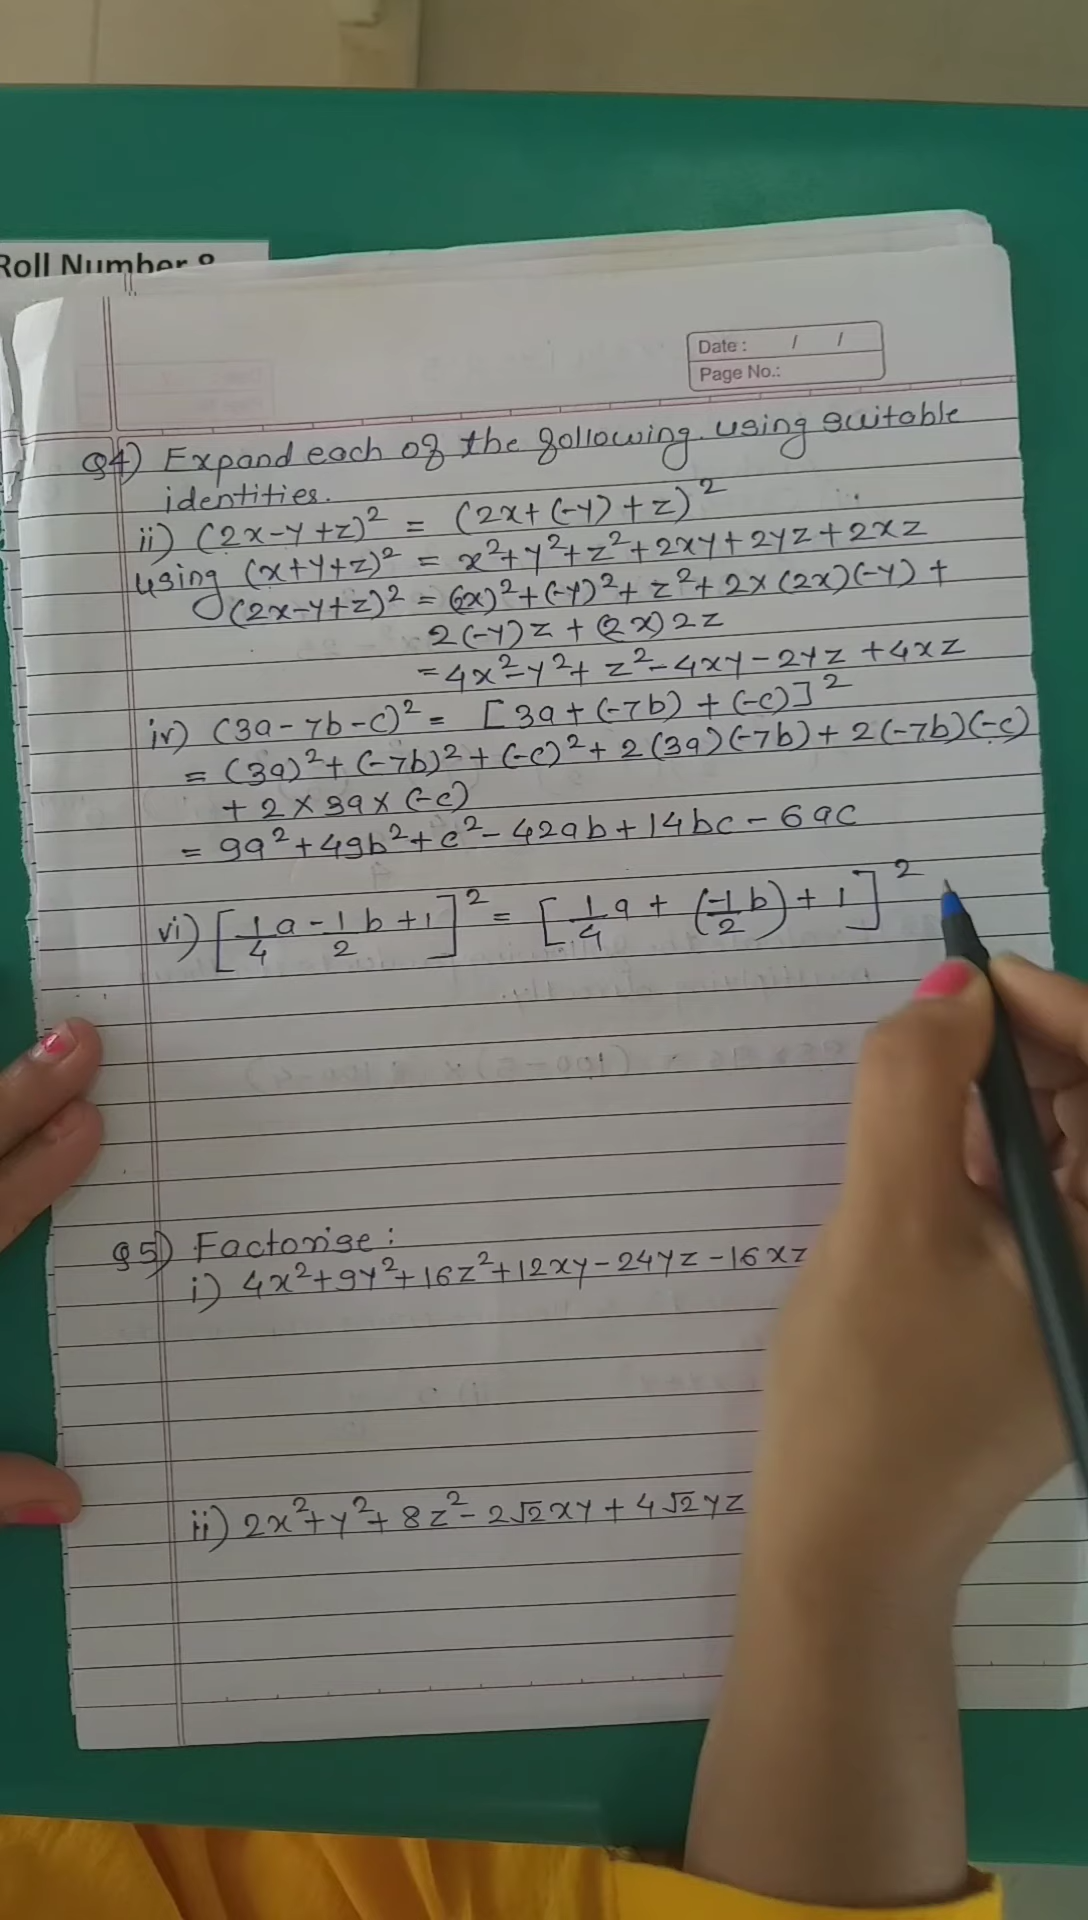 Roll Number 8
Date : / /
Page No.:
Q4) Expand each of the following using suitable
identities.
ii) (2x-y+z)² = (2x+(-y)+z)²
using (x+y+z)² = x²+y²+z²+2xy+2yz+2xz
(2x-y+z)² = (2x)²+(-y)²+z²+2×(2x)(-y)+
2(-y)z+(2x)2z
=4x²-y²+z²-4xy-2yz+4xz
iv) (3a-7b-c)² = [3a+(-7b)+(-c)]²
= (3a)²+(-7b)²+(-c)²+2(3a)(-7b)+2(-7b)(-c)
+2×3a×(-c)
= 9a²+49b²+c²-42ab+14bc-6ac
vi) [1/4 a - 1/2 b + 1]² = [1/4 a + (-1/2 b) + 1]²
Q5) Factorise:
i) 4x²+9y²+16z²+12xy-24yz-16xz
ii) 2x²+y²+8z²-2√2xy+4√2yz